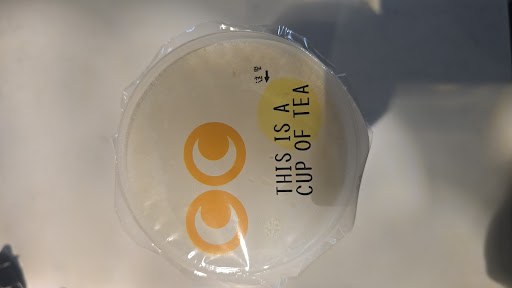 THIS IS A
CUP OF TEA